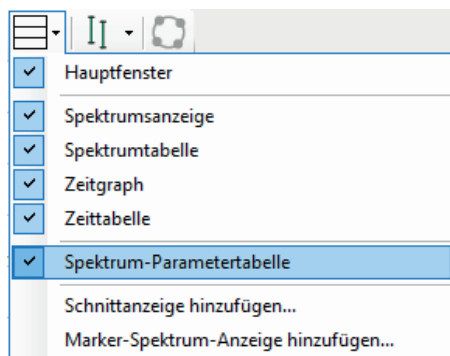 Hauptfenster
Spektrumsanzeige
Spektrumtabelle
Zeitgraph
Zeittabelle
Spektrum-Parametertabelle
Schnittanzeige hinzufügen...
Marker-Spektrum-Anzeige hinzufügen...